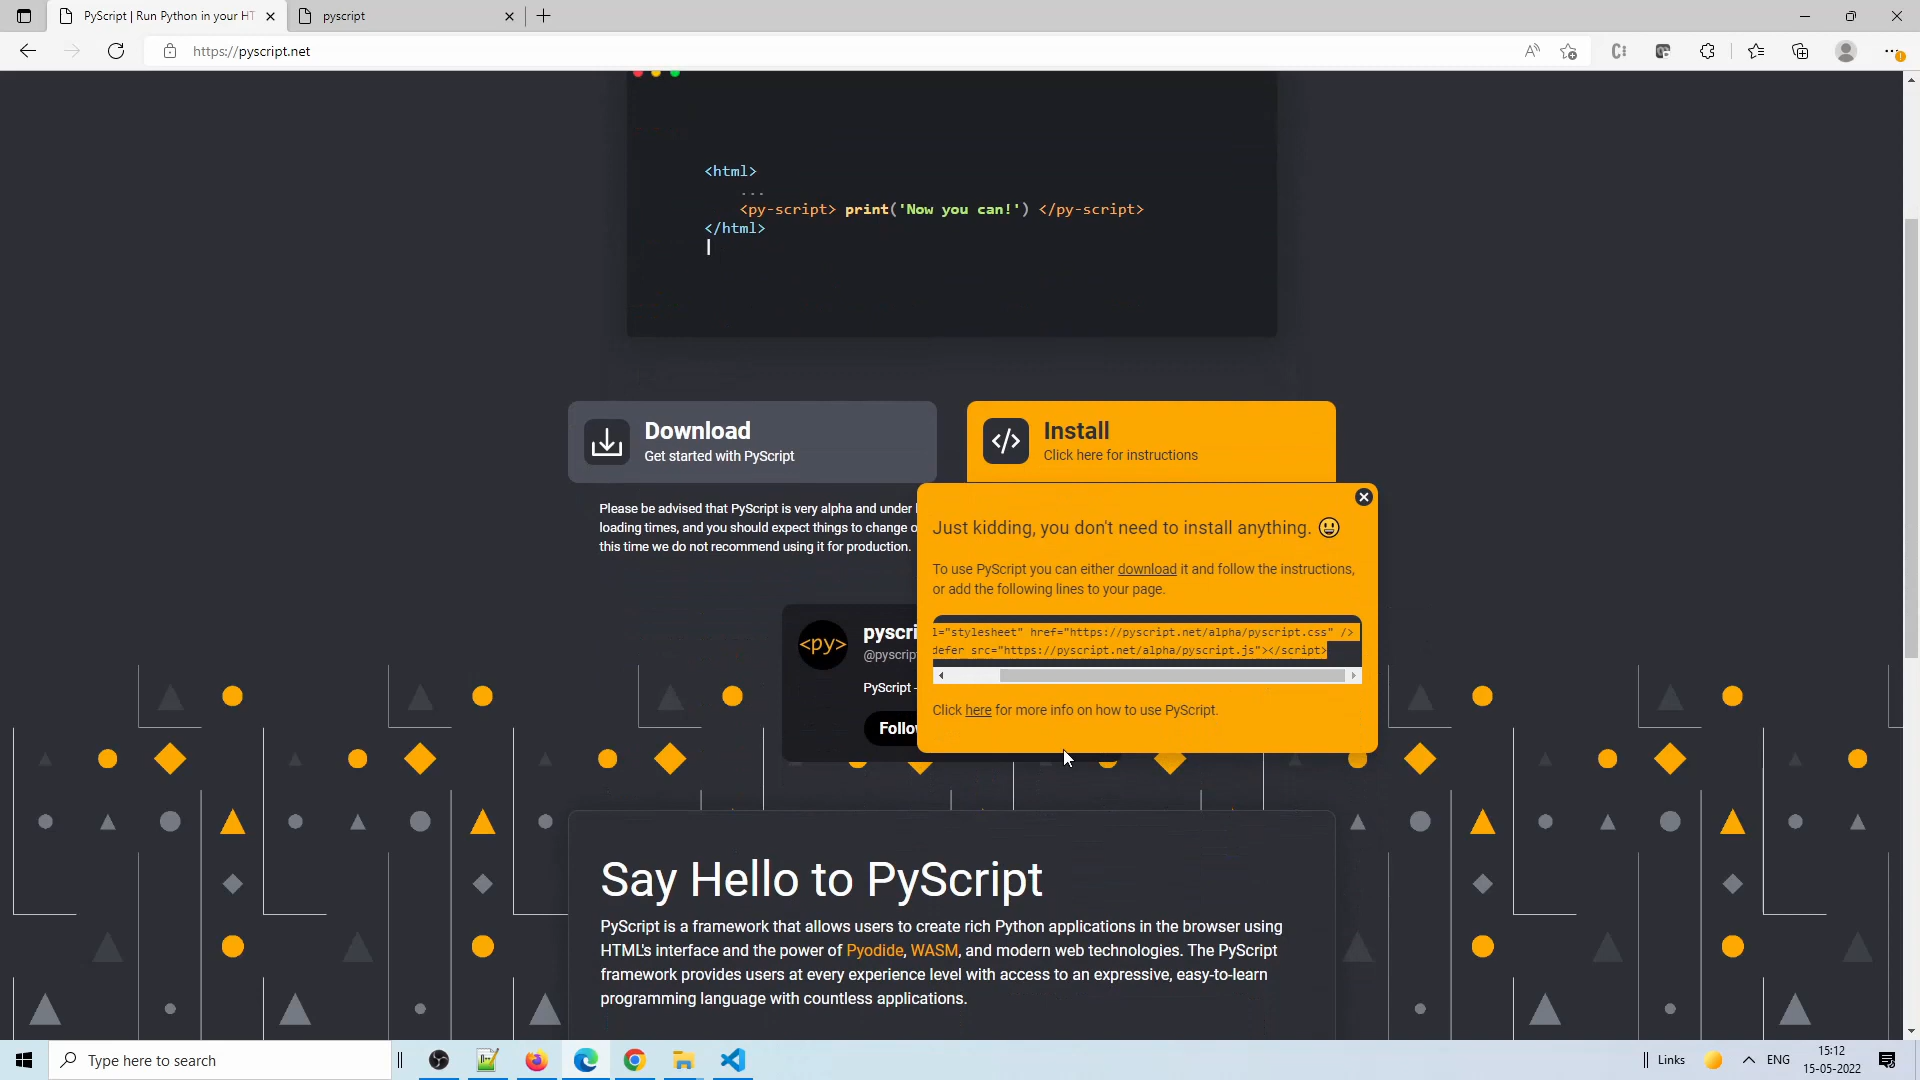 PyScript | Run Python in your HT
pyscript
https://pyscript.net
<html>
...
<py-script> print('Now you can!') </py-script>
</html>
Download
Get started with PyScript
Install
Click here for instructions
Please be advised that PyScript is very alpha and under
loading times, and you should expect things to change o
this time we do not recommend using it for production.
Just kidding, you don't need to install anything. 😃
To use PyScript you can either download it and follow the instructions,
or add the following lines to your page.
l="stylesheet" href="https://pyscript.net/alpha/pyscript.css" />
defer src="https://pyscript.net/alpha/pyscript.js"></script>
Click here for more info on how to use PyScript.
<py>
pyscri
@pyscrip
PyScript -
Follo
Say Hello to PyScript
PyScript is a framework that allows users to create rich Python applications in the browser using
HTML's interface and the power of Pyodide, WASM, and modern web technologies. The PyScript
framework provides users at every experience level with access to an expressive, easy-to-learn
programming language with countless applications.
Type here to search
Links
ENG
15:12
15-05-2022